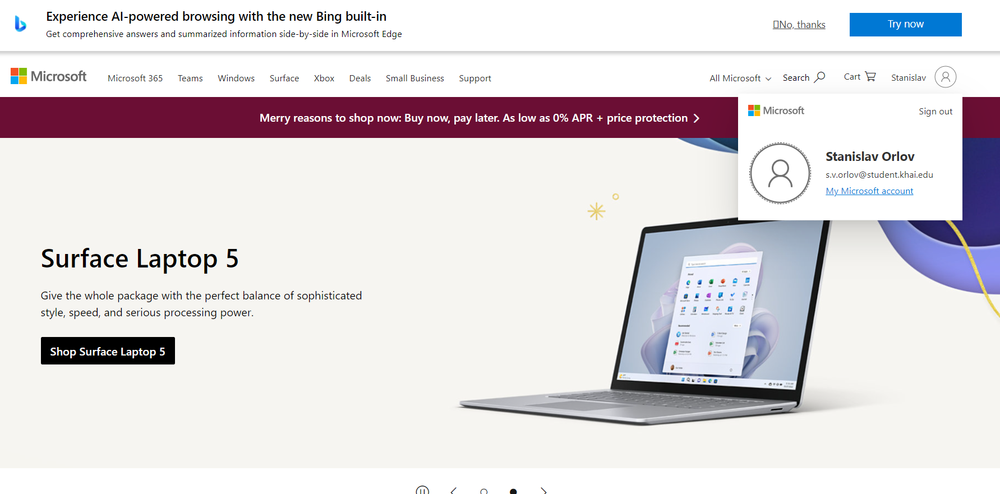 Experience AI-powered browsing with the new Bing built-in
Get comprehensive answers and summarized information side-by-side in Microsoft Edge
No, thanks
Try now
Microsoft
Microsoft 365
Teams
Windows
Surface
Xbox
Deals
Small Business
Support
All Microsoft
Search
Cart
Stanislav
Merry reasons to shop now: Buy now, pay later. As low as 0% APR + price protection
Microsoft
Sign out
Stanislav Orlov
s.v.orlov@student.khai.edu
My Microsoft account
Surface Laptop 5
Give the whole package with the perfect balance of sophisticated
style, speed, and serious processing power.
Shop Surface Laptop 5